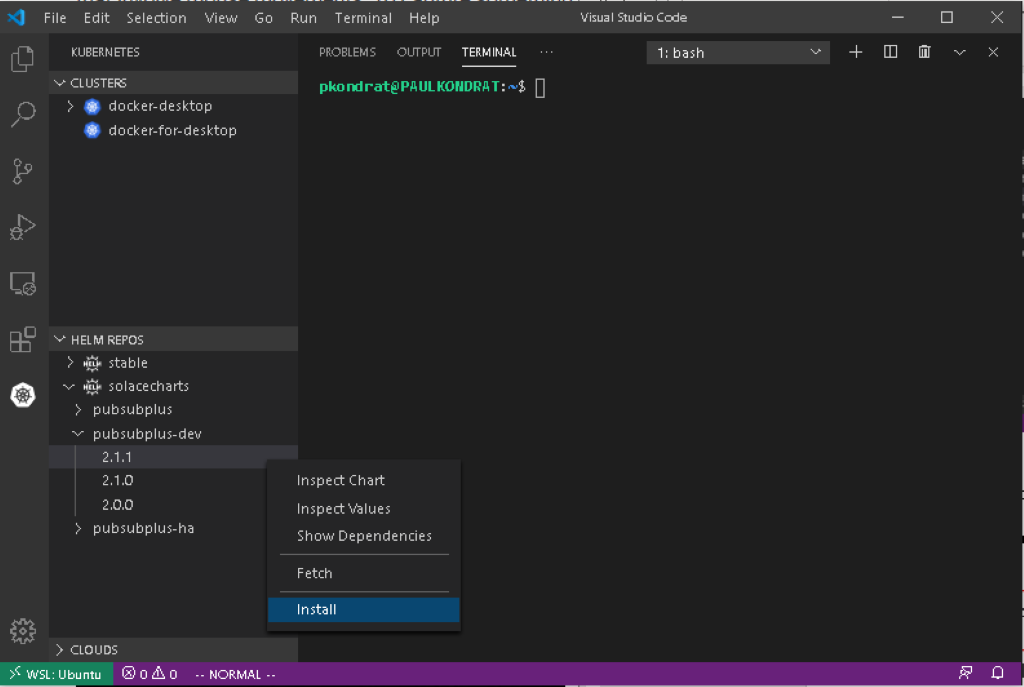 File Edit Selection View Go Run Terminal Help Visual Studio Code
KUBERNETES
CLUSTERS
docker-desktop
docker-for-desktop
HELM REPOS
HELM stable
HELM solacecharts
pubsubplus
pubsubplus-dev
2.1.1
2.1.0
2.0.0
pubsubplus-ha
CLOUDS
PROBLEMS OUTPUT TERMINAL ··· 1: bash
pkondrat@PAULKONDRAT:~$
Inspect Chart
Inspect Values
Show Dependencies
Fetch
Install
WSL: Ubuntu 0 0 -- NORMAL --